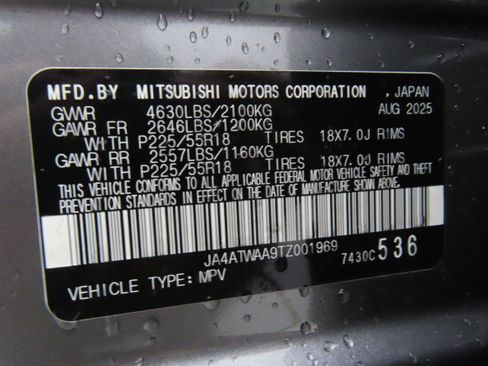 MFD.BY MITSUBISHI MOTORS CORPORATION , JAPAN
GVWR 4630LBS/2100KG AUG 2025
GAWR FR 2646LBS/1200KG
WITH P225/55R18 TIRES 18X7.0J RIMS
GAWR RR 2557LBS/1160KG
WITH P225/55R18 TIRES 18X7.0J RIMS
THIS VEHICLE CONFORMS TO ALL APPLICABLE FEDERAL MOTOR VEHICLE SAFETY AND THEFT
PREVENTION STANDARDS IN EFFECT ON THE DATE OF MANUFACTURE SHOWN ABOVE.
JA4ATWAA9TZ001969 7430C 536
VEHICLE TYPE: MPV